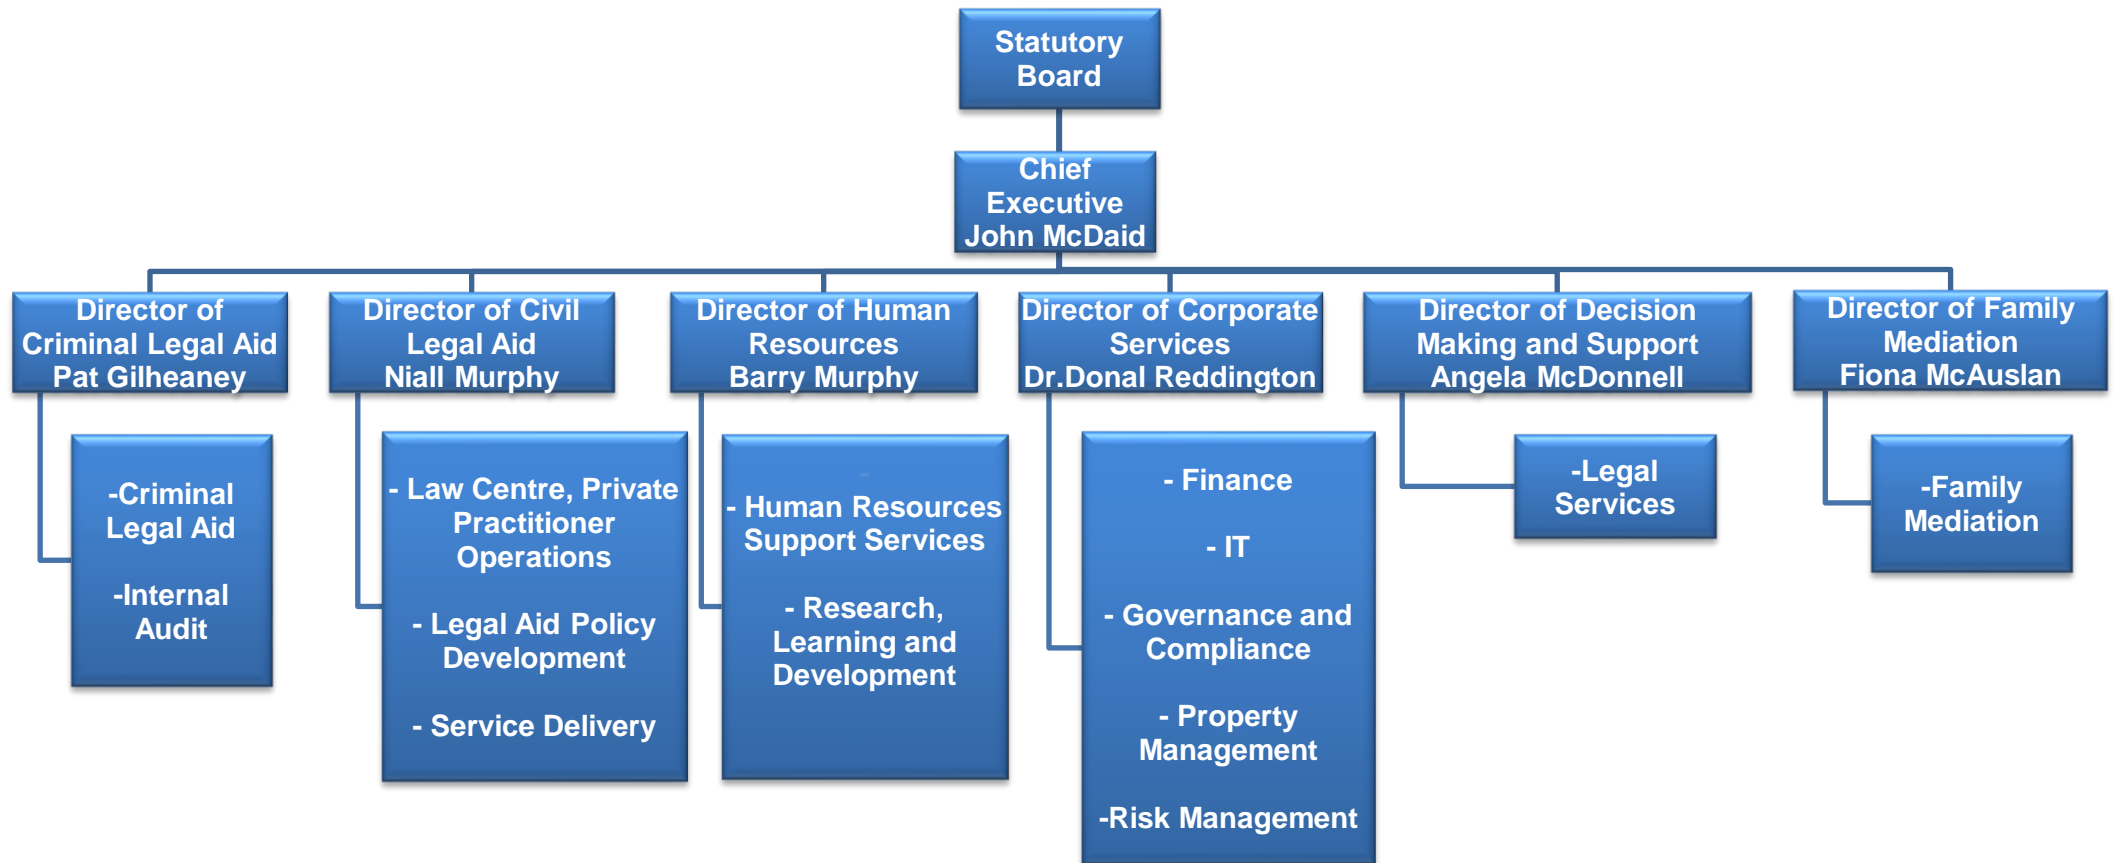 Statutory
Board
Chief
Executive
John McDaid
Director of
Criminal Legal Aid
Pat Gilheaney
Director of Civil
Legal Aid
Niall Murphy
Director of Human
Resources
Barry Murphy
Director of Corporate
Services
Dr.Donal Reddington
Director of Decision
Making and Support
Angela McDonnell
Director of Family
Mediation
Fiona McAuslan
-Criminal
Legal Aid
-Internal
Audit
- Law Centre, Private
Practitioner
Operations
- Legal Aid Policy
Development
- Service Delivery
-
- Human Resources
Support Services
- Research,
Learning and
Development
- Finance
- IT
- Governance and
Compliance
- Property
Management
-Risk Management
-Legal
Services
-Family
Mediation